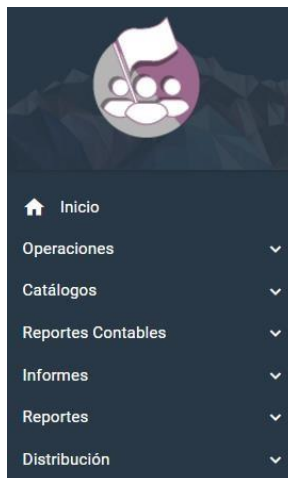 Inicio
Operaciones
Catálogos
Reportes Contables
Informes
Reportes
Distribución